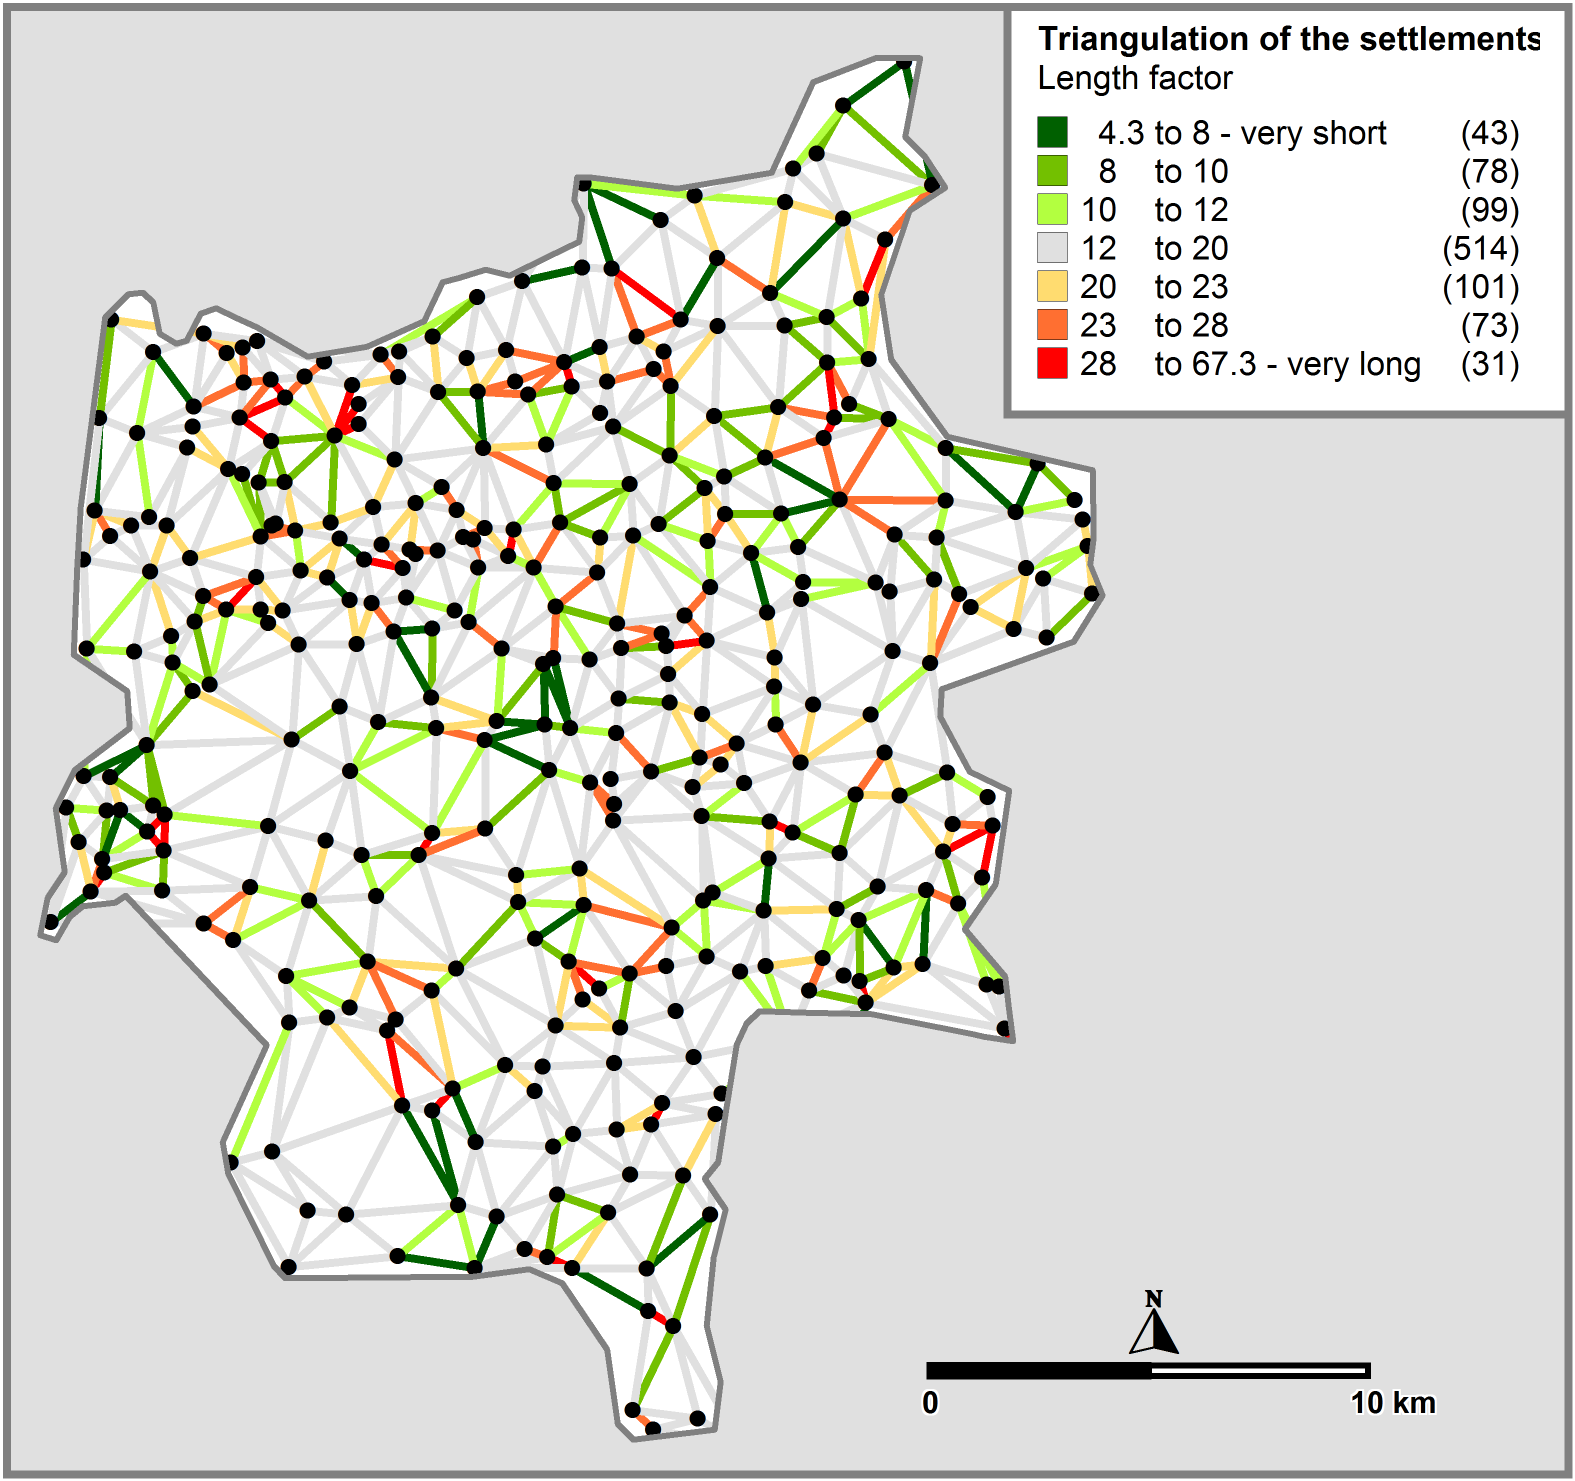 Triangulation of the settlements
Length factor
4.3 to 8 - very short (43)
8 to 10 (78)
10 to 12 (99)
12 to 20 (514)
20 to 23 (101)
23 to 28 (73)
28 to 67.3 - very long (31)
N
0 10 km